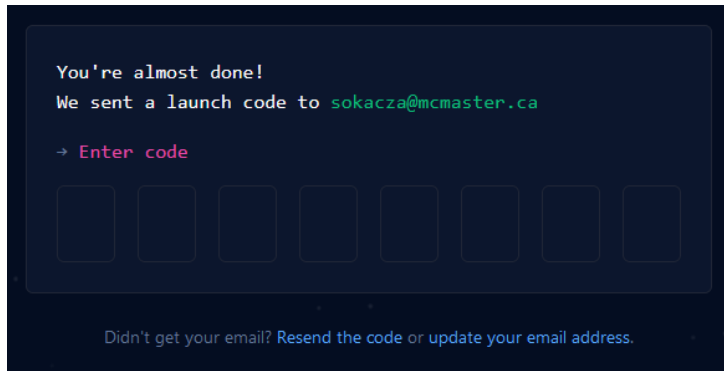 You're almost done!
We sent a launch code to sokacza@mcmaster.ca
→ Enter code
Didn't get your email? Resend the code or update your email address.